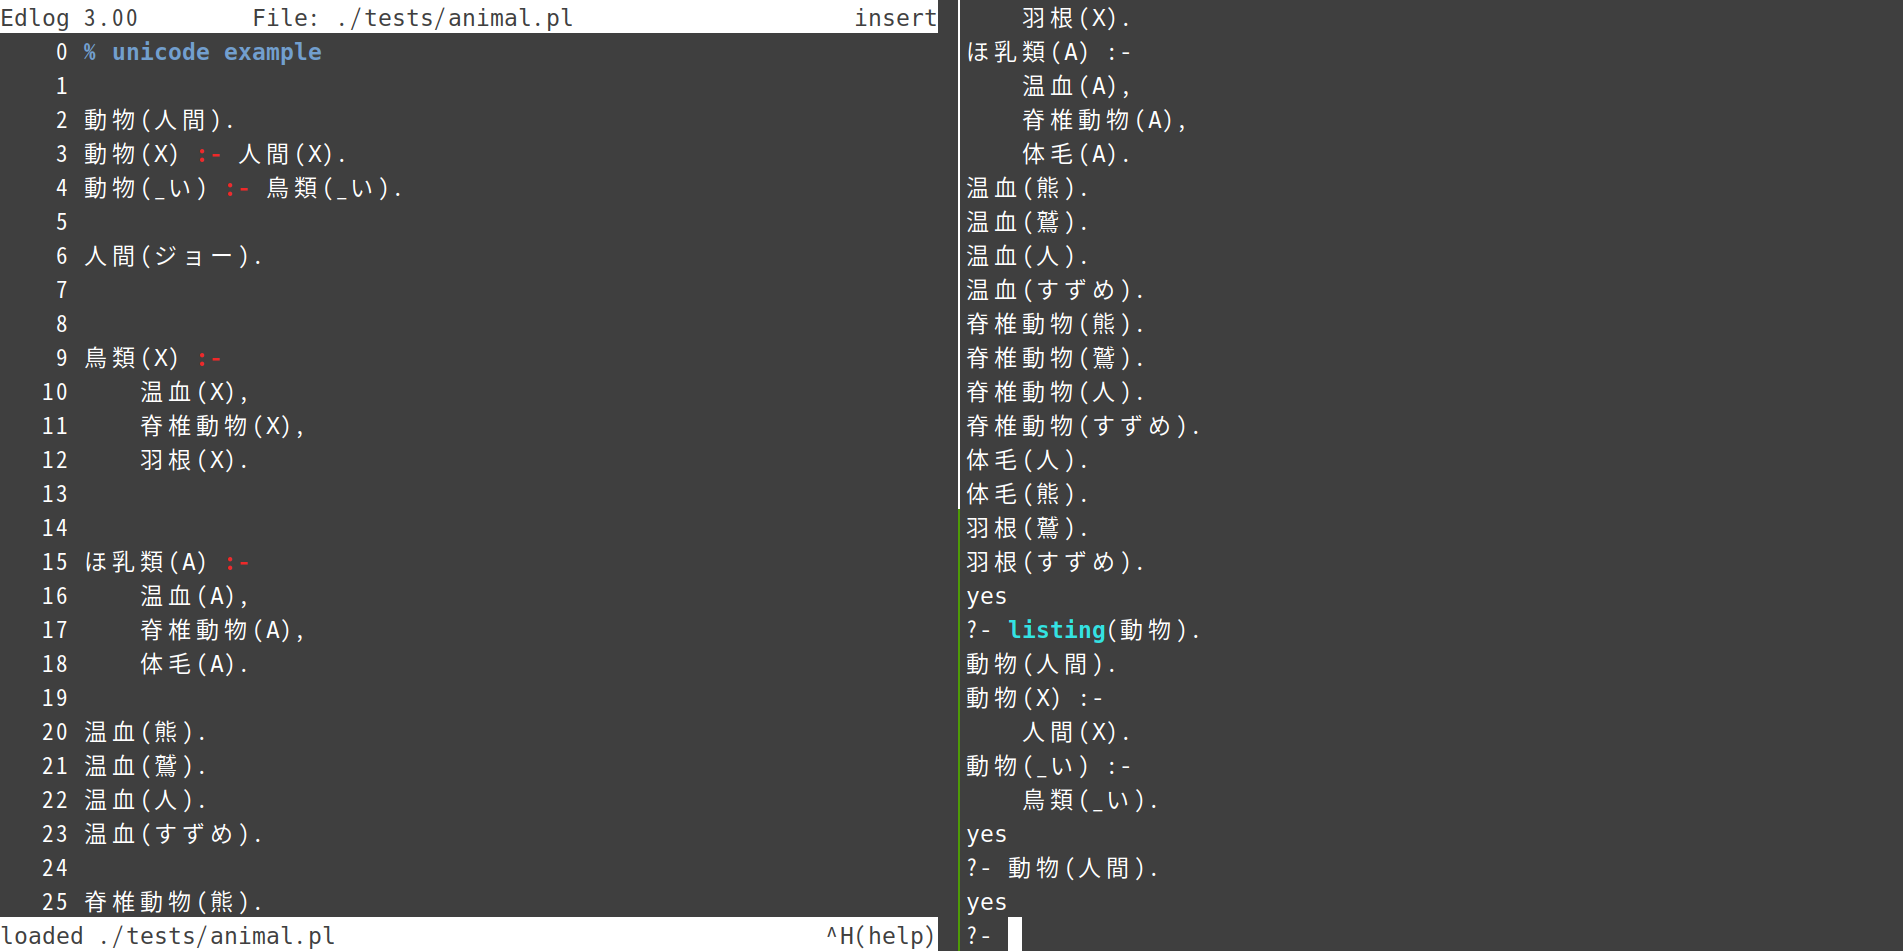 Edlog 3.00 File: ./tests/animal.pl insert
0 % unicode example
1
2 動物(人間).
3 動物(X) :- 人間(X).
4 動物(_い) :- 鳥類(_い).
5
6 人間(ジョー).
7
8
9 鳥類(X) :-
10 温血(X),
11 脊椎動物(X),
12 羽根(X).
13
14
15 ほ乳類(A) :-
16 温血(A),
17 脊椎動物(A),
18 体毛(A).
19
20 温血(熊).
21 温血(鷲).
22 温血(人).
23 温血(すずめ).
24
25 脊椎動物(熊).
loaded ./tests/animal.pl ^H(help)
羽根(X).
ほ乳類(A) :-
温血(A),
脊椎動物(A),
体毛(A).
温血(熊).
温血(鷲).
温血(人).
温血(すずめ).
脊椎動物(熊).
脊椎動物(鷲).
脊椎動物(人).
脊椎動物(すずめ).
体毛(人).
体毛(熊).
羽根(鷲).
羽根(すずめ).
yes
?- listing(動物).
動物(人間).
動物(X) :-
人間(X).
動物(_い) :-
鳥類(_い).
yes
?- 動物(人間).
yes
?-